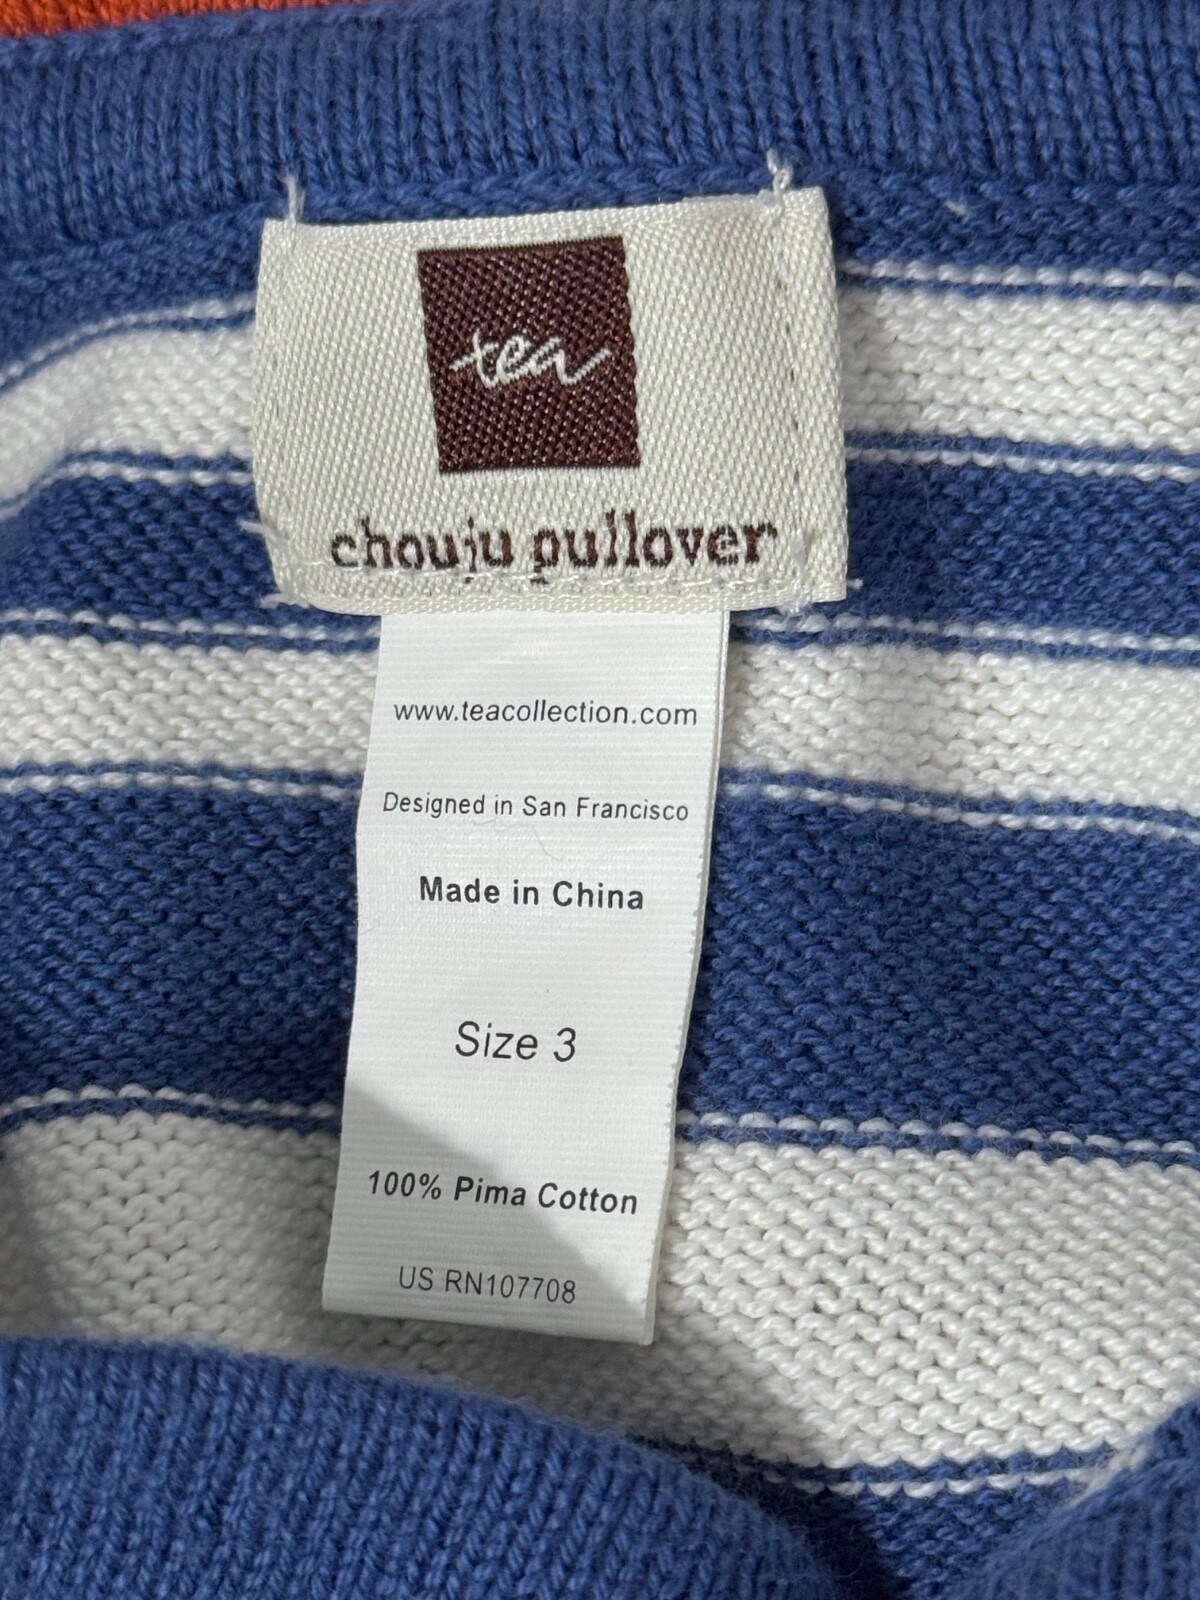 tea
chouju pullover
www.teacollection.com
Designed in San Francisco
Made in China
Size 3
100% Pima Cotton
US RN107708